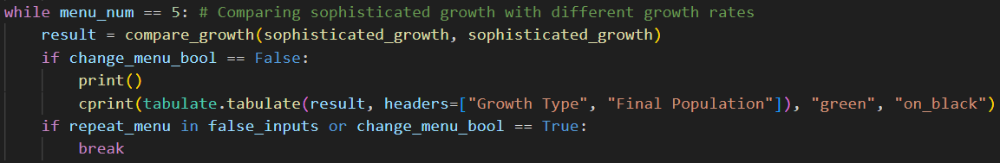 while menu_num == 5: # Comparing sophisticated growth with different growth rates
    result = compare_growth(sophisticated_growth, sophisticated_growth)
    if change_menu_bool == False:
        print()
        cprint(tabulate.tabulate(result, headers=["Growth Type", "Final Population"]), "green", "on_black")
    if repeat_menu in false_inputs or change_menu_bool == True:
        break